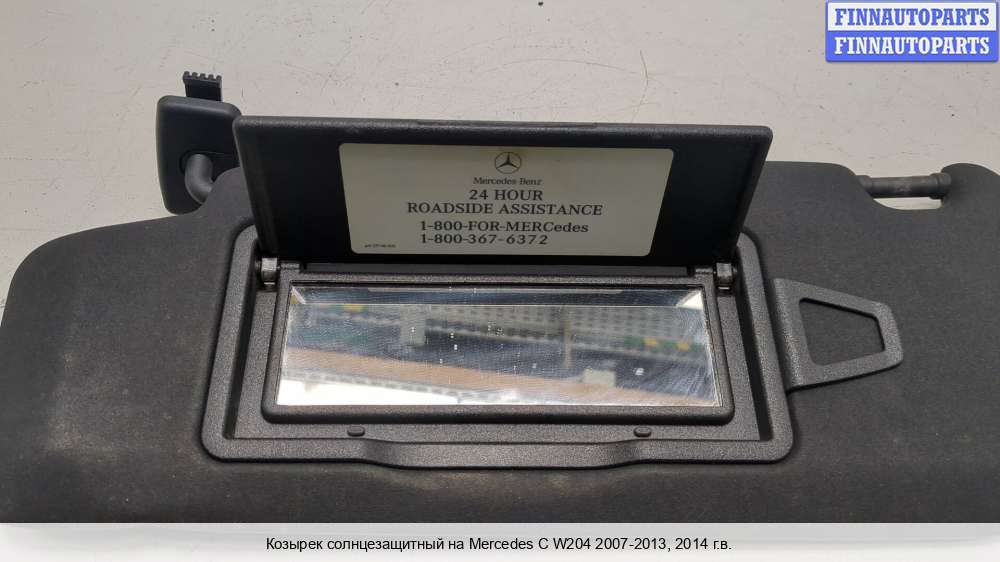 FINNAUTOPARTS
FINNAUTOPARTS
Mercedes-Benz
24 HOUR
ROADSIDE ASSISTANCE
1-800-FOR-MERCedes
1-800-367-6372
Козырек солнцезащитный на Mercedes C W204 2007-2013, 2014 г.в.